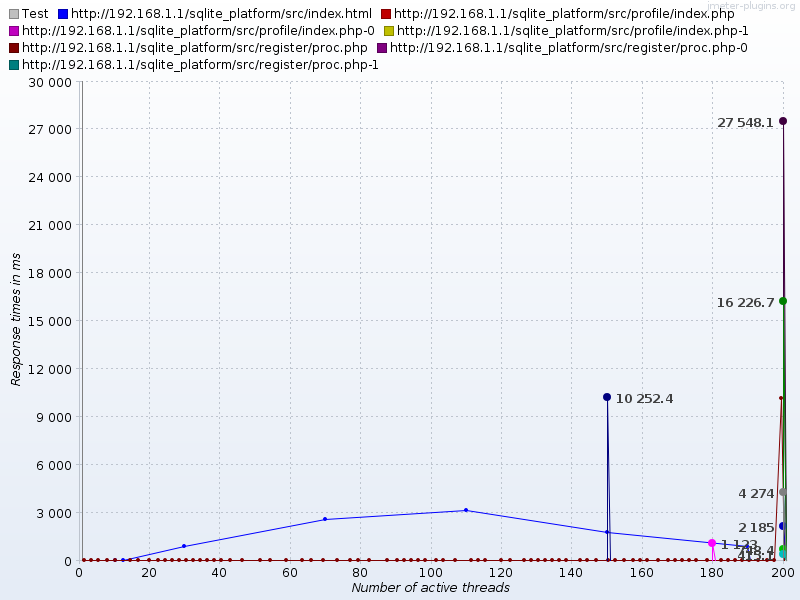 jmeter-plugins.org
Test http://192.168.1.1/sqlite_platform/src/index.html http://192.168.1.1/sqlite_platform/src/profile/index.php
http://192.168.1.1/sqlite_platform/src/profile/index.php-0 http://192.168.1.1/sqlite_platform/src/profile/index.php-1
http://192.168.1.1/sqlite_platform/src/register/proc.php http://192.168.1.1/sqlite_platform/src/register/proc.php-0
http://192.168.1.1/sqlite_platform/src/register/proc.php-1
30 000
27 000
24 000
21 000
18 000
15 000
12 000
9 000
6 000
3 000
0
Response times in ms
27 548.1
16 226.7
10 252.4
4 274
2 185
1 123
0 20 40 60 80 100 120 140 160 180 200
Number of active threads